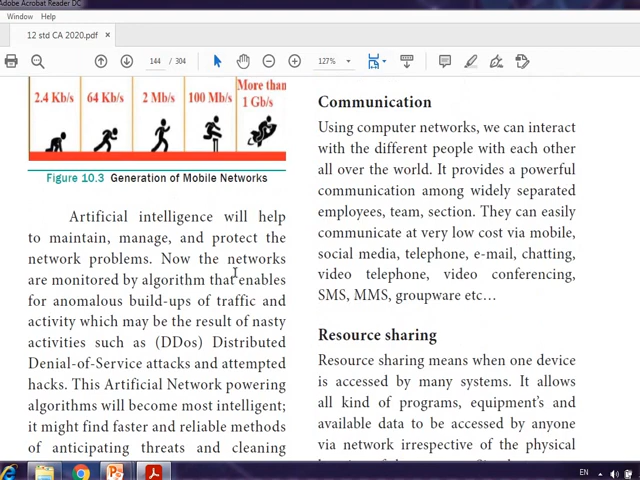 Adobe Acrobat Reader DC
Window Help
12 std CA 2020.pdf ×
144 / 304 127%
2.4 Kb/s 64 Kb/s 2 Mb/s 100 Mb/s More than 1 Gb/s
Figure 10.3 Generation of Mobile Networks
Artificial intelligence will help
to maintain, manage, and protect the
network problems. Now the networks
are monitored by algorithm that enables
for anomalous build-ups of traffic and
activity which may be the result of nasty
activities such as (DDos) Distributed
Denial-of-Service attacks and attempted
hacks. This Artificial Network powering
algorithms will become most intelligent;
it might find faster and reliable methods
of anticipating threats and cleaning
Communication
Using computer networks, we can interact
with the different people with each other
all over the world. It provides a powerful
communication among widely separated
employees, team, section. They can easily
communicate at very low cost via mobile,
social media, telephone, e-mail, chatting,
video telephone, video conferencing,
SMS, MMS, groupware etc…
Resource sharing
Resource sharing means when one device
is accessed by many systems. It allows
all kind of programs, equipment's and
available data to be accessed by anyone
via network irrespective of the physical
EN